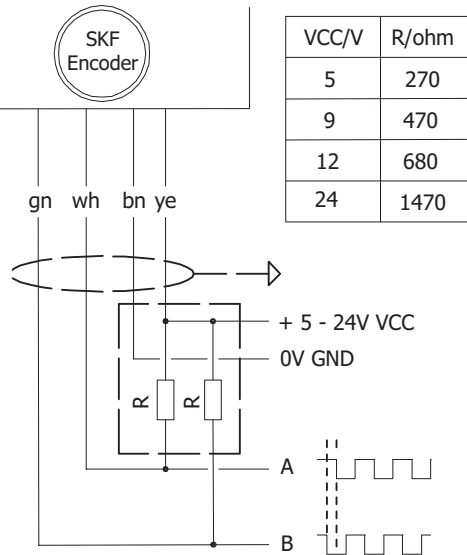 SKF
Encoder
VCC/V R/ohm
5 270
9 470
12 680
24 1470
gn wh bn ye
+ 5 - 24V VCC
0V GND
R R
A
B